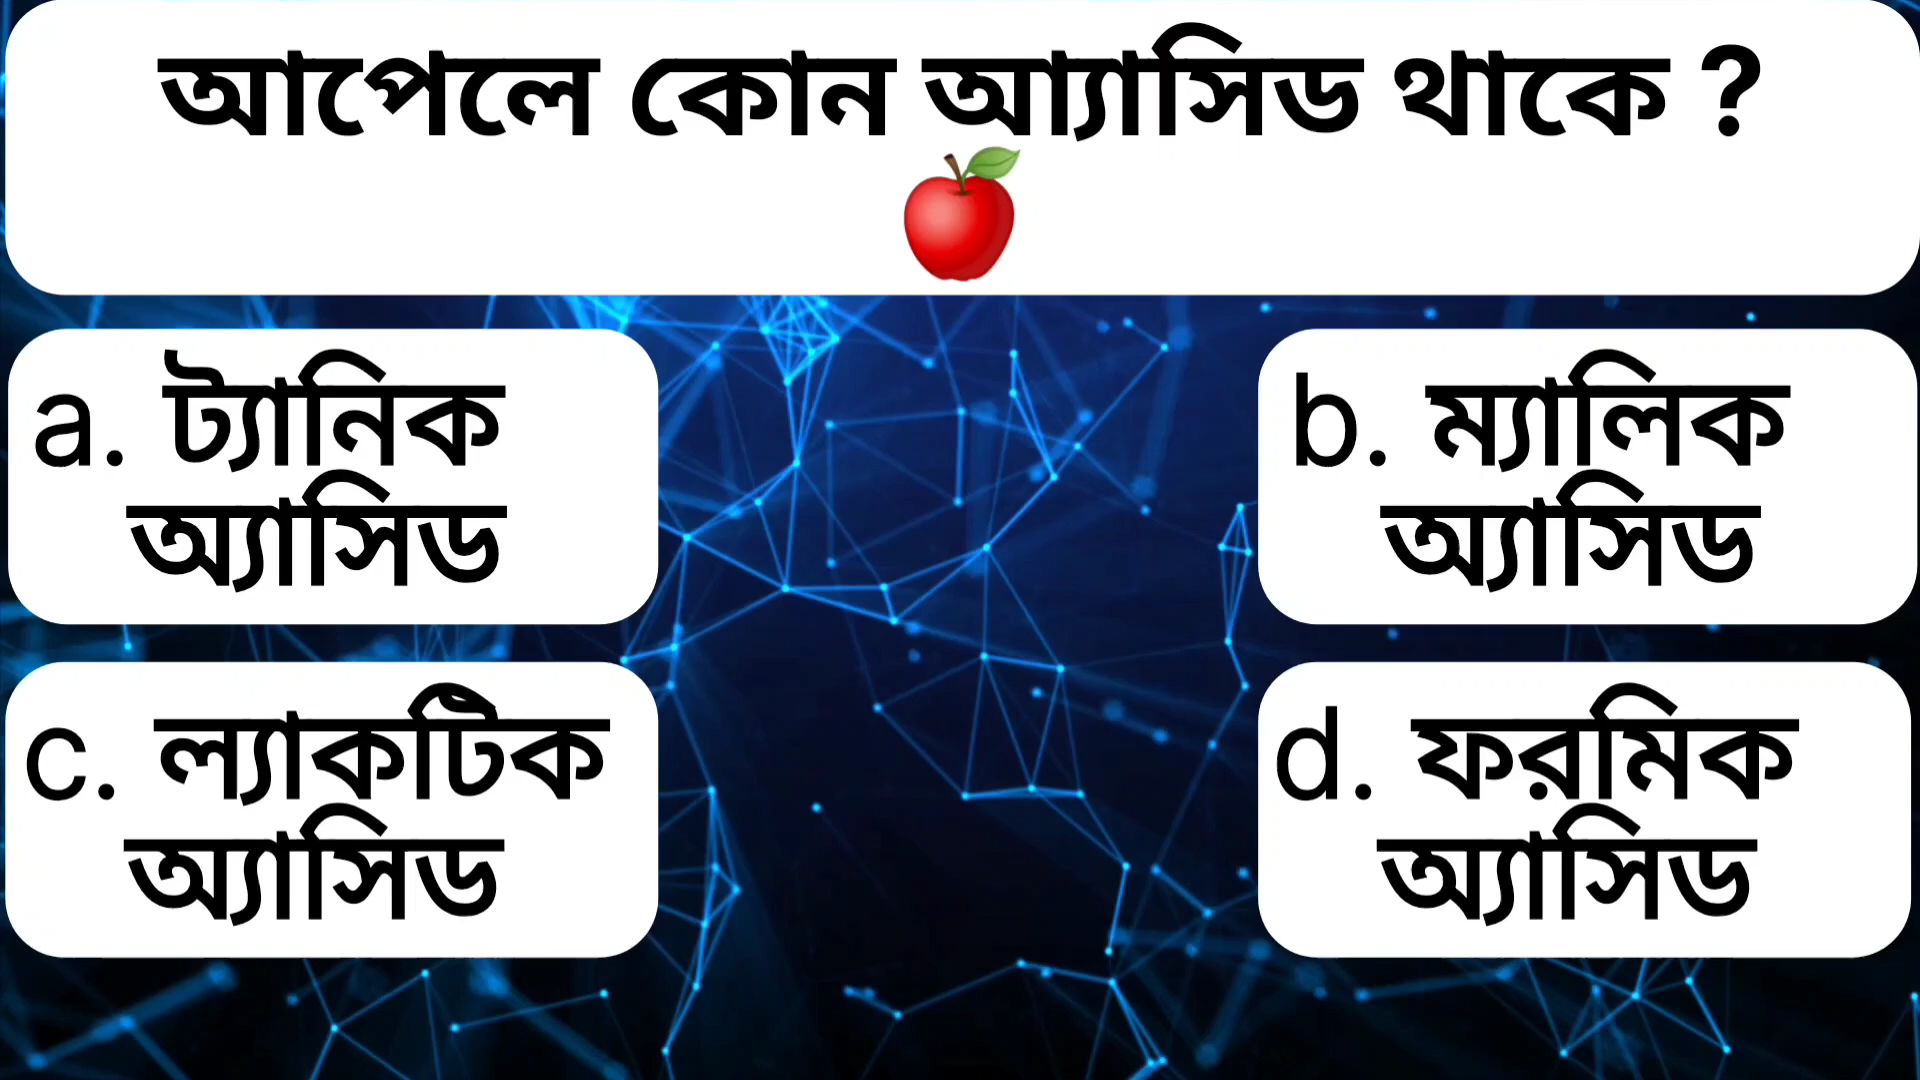 আপেলে কোন আ্যাসিড থাকে ?
a. ট্যানিক
অ্যাসিড
b. ম্যালিক
অ্যাসিড
c. ল্যাকটিক
অ্যাসিড
d. ফরমিক
অ্যাসিড